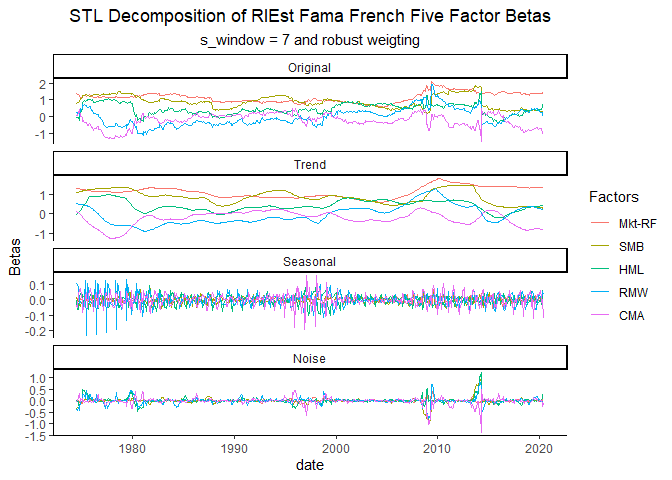 STL Decomposition of RlEst Fama French Five Factor Betas
s_window = 7 and robust weigting
Original
2
1
0
-1
Trend
1
0
-1
Seasonal
0.1
0.0
-0.1
-0.2
Noise
1.0
0.5
0.0
-0.5
-1.0
-1.5
1980 1990 2000 2010 2020
date
Betas
Factors
Mkt-RF
SMB
HML
RMW
CMA